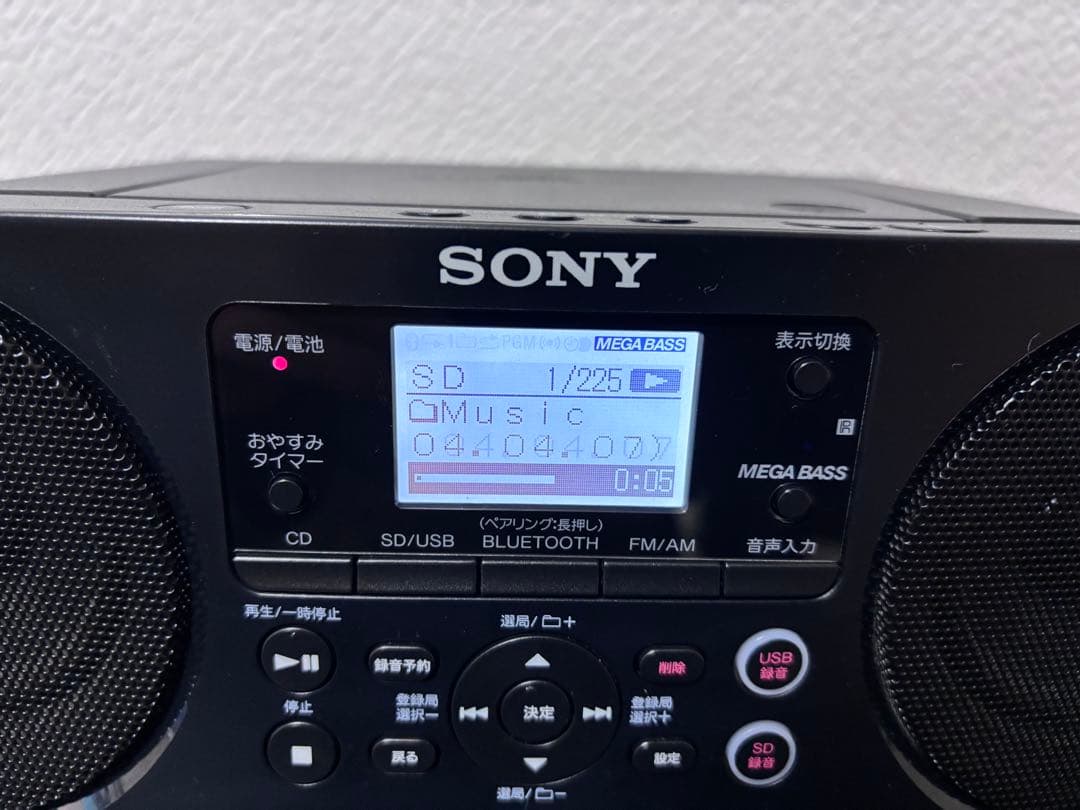 SONY
電源/電池
表示切換
PGM MEGA BASS
SD 1/225
Music
0:05
おやすみ
タイマー
MEGA BASS
(ペアリング:長押し)
CD SD/USB BLUETOOTH FM/AM 音声入力
再生/一時停止
選局/ +
録音予約
削除
USB
録音
登録局
選択−
決定
登録局
選択+
停止
戻る
設定
SD
録音
選局/ −